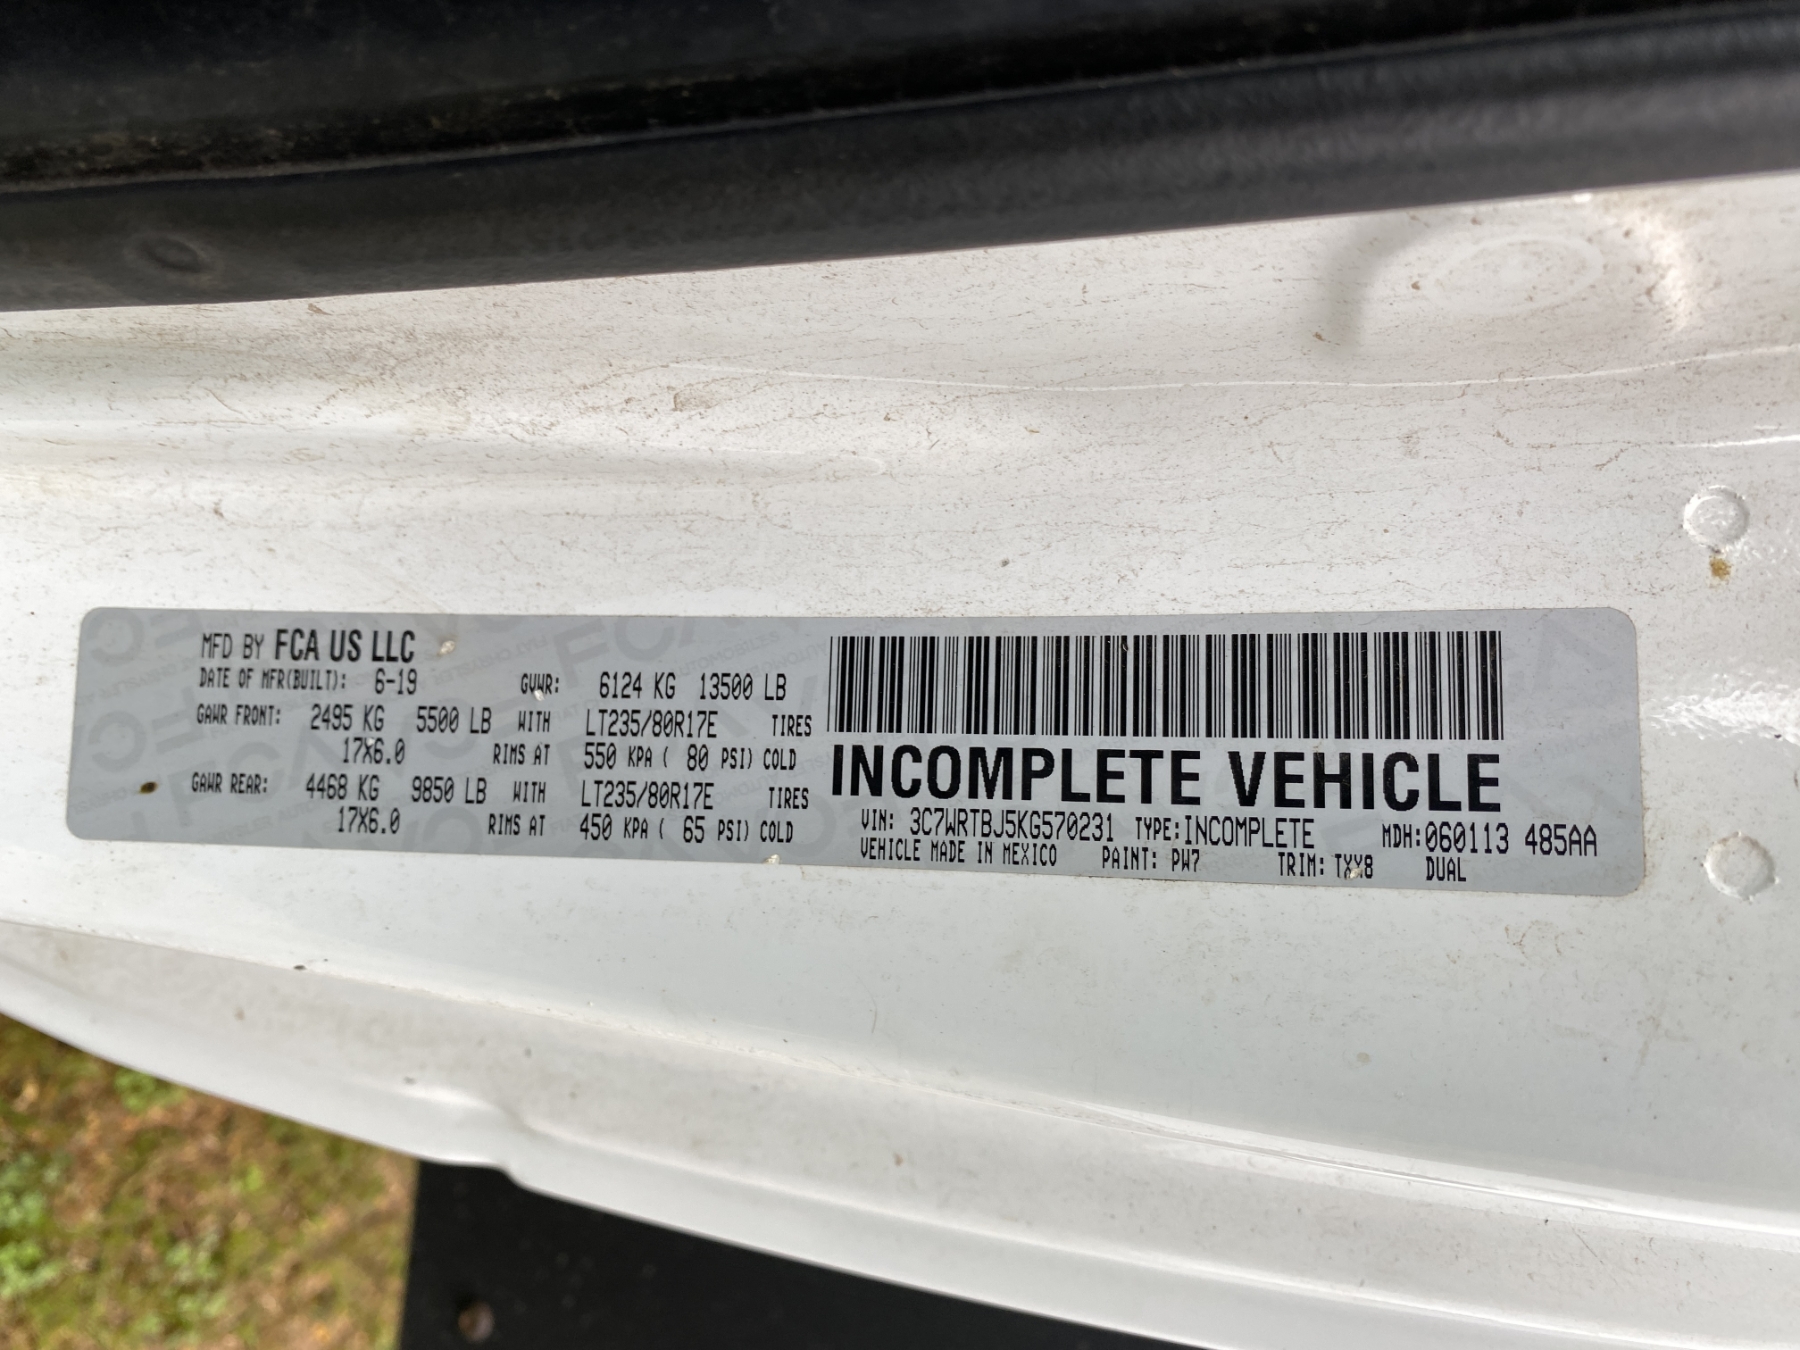 MFD BY FCA US LLC
DATE OF MFR(BUILT): 6-19 GVWR: 6124 KG 13500 LB
GAWR FRONT: 2495 KG 5500 LB WITH LT235/80R17E TIRES
17X6.0 RIMS AT 550 KPA ( 80 PSI) COLD
GAWR REAR: 4468 KG 9850 LB WITH LT235/80R17E TIRES
17X6.0 RIMS AT 450 KPA ( 65 PSI) COLD
INCOMPLETE VEHICLE
VIN: 3C7WRTBJ5KG570231 TYPE:INCOMPLETE MDH:060113 485AA
VEHICLE MADE IN MEXICO PAINT: PW7 TRIM: TXX8 DUAL